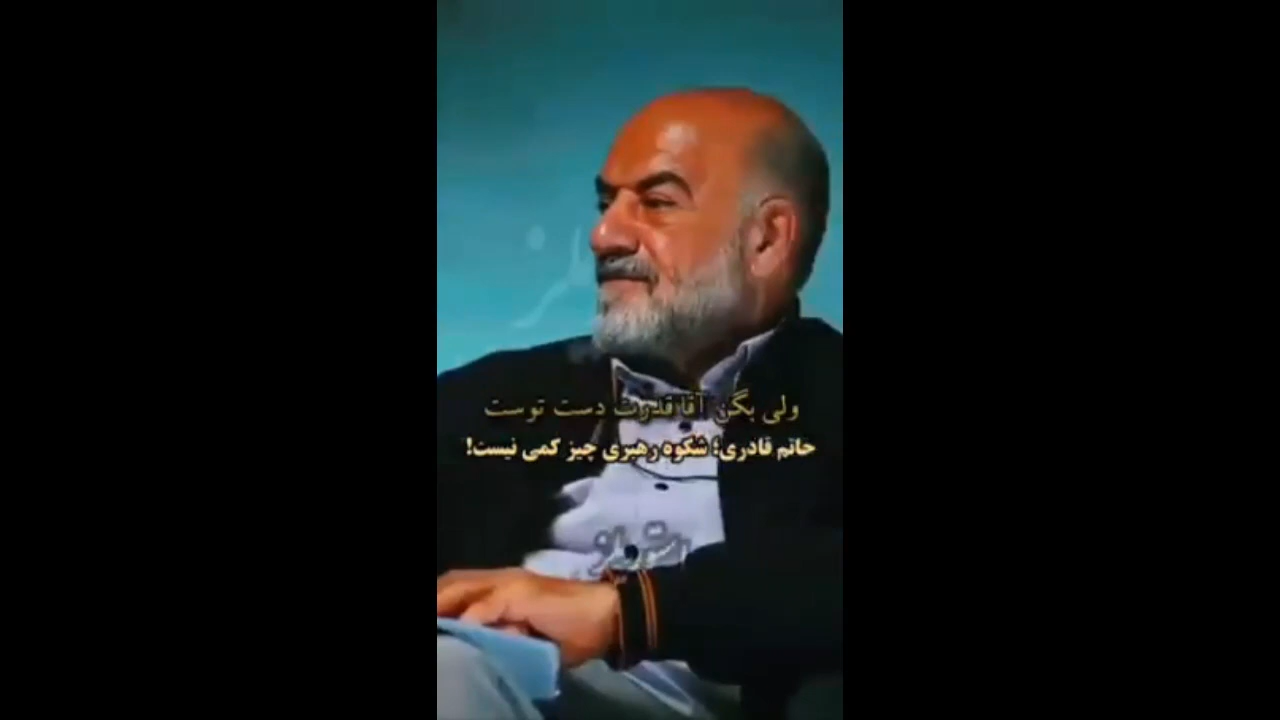 ولی بگن آقا قدرت دست توست
حاتم قادری؛ شکوه رهبری چیز کمی نیست!